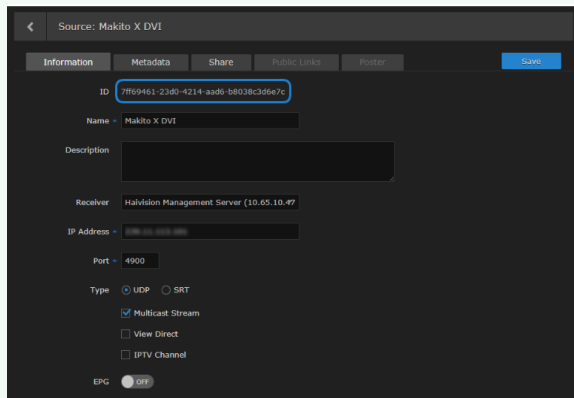 Source: Makito X DVI
Information Metadata Share Public Links Poster Save
ID 7ff69461-23d0-4214-aad6-b8038c3d6e7c
Name Makito X DVI
Description
Receiver Haivision Management Server (10.65.10.47
IP Address
Port 4900
Type UDP SRT
Multicast Stream
View Direct
IPTV Channel
EPG OFF